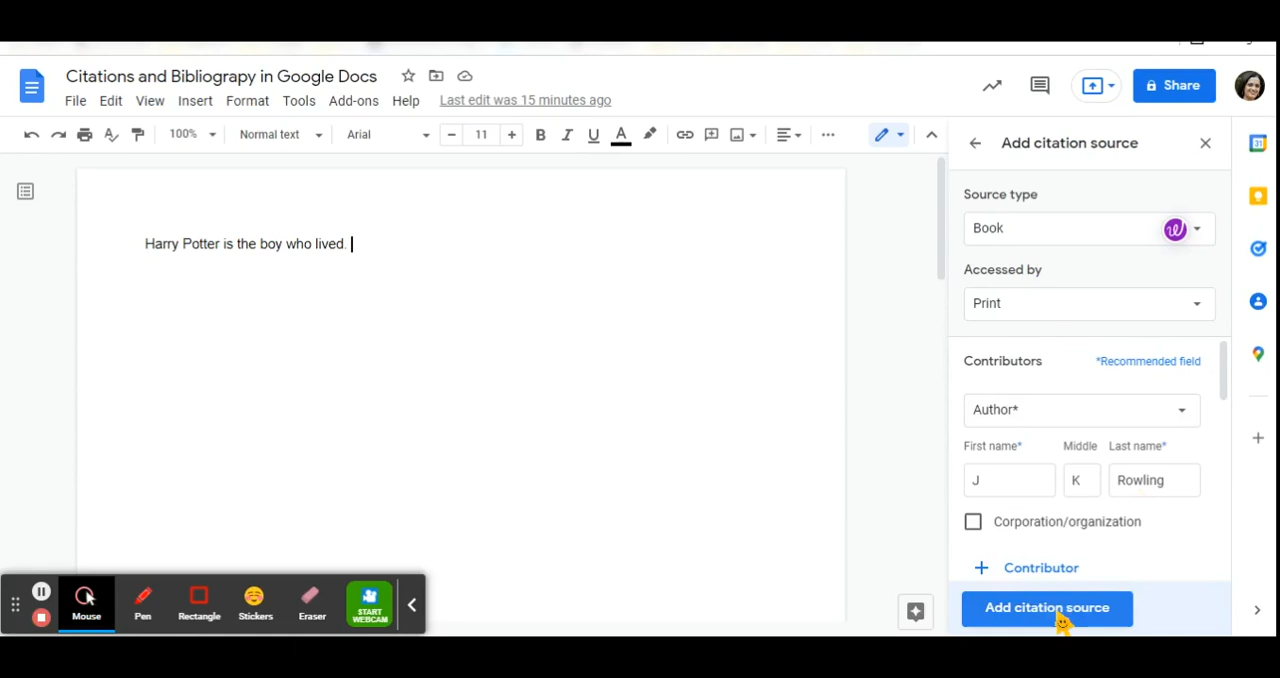 Citations and Bibliograpy in Google Docs
File Edit View Insert Format Tools Add-ons Help Last edit was 15 minutes ago
Share
100% Normal text Arial - 11 + B I U A
Add citation source
Source type
Book
Accessed by
Print
Contributors *Recommended field
Author*
First name* Middle Last name*
J K Rowling
Corporation/organization
+ Contributor
Add citation source
Harry Potter is the boy who lived.
Mouse Pen Rectangle Stickers Eraser START WEBCAM
31